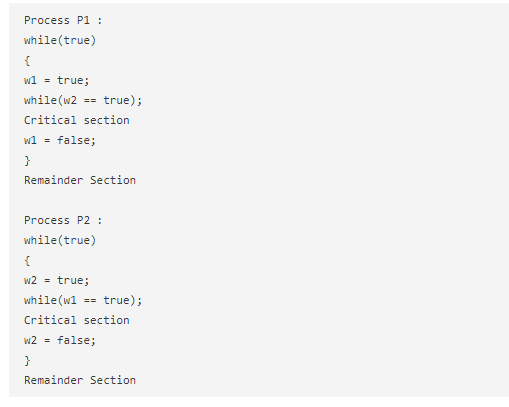 Process P1 :
while(true)
{
w1 = true;
while(w2 == true);
Critical section
w1 = false;
}
Remainder Section

Process P2 :
while(true)
{
w2 = true;
while(w1 == true);
Critical section
w2 = false;
}
Remainder Section